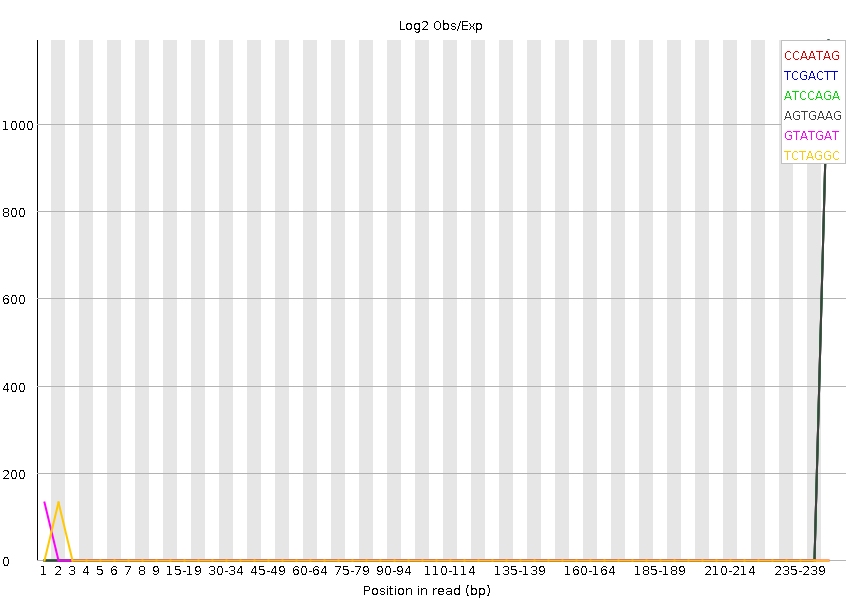 Log2 Obs/Exp
CCAATAG
TCGACTT
ATCCAGA
AGTGAAG
GTATGAT
TCTAGGC
1000
800
600
400
200
0
1 2 3 4 5 6 7 8 9 15-19 30-34 45-49 60-64 75-79 90-94 110-114 135-139 160-164 185-189 210-214 235-239
Position in read (bp)